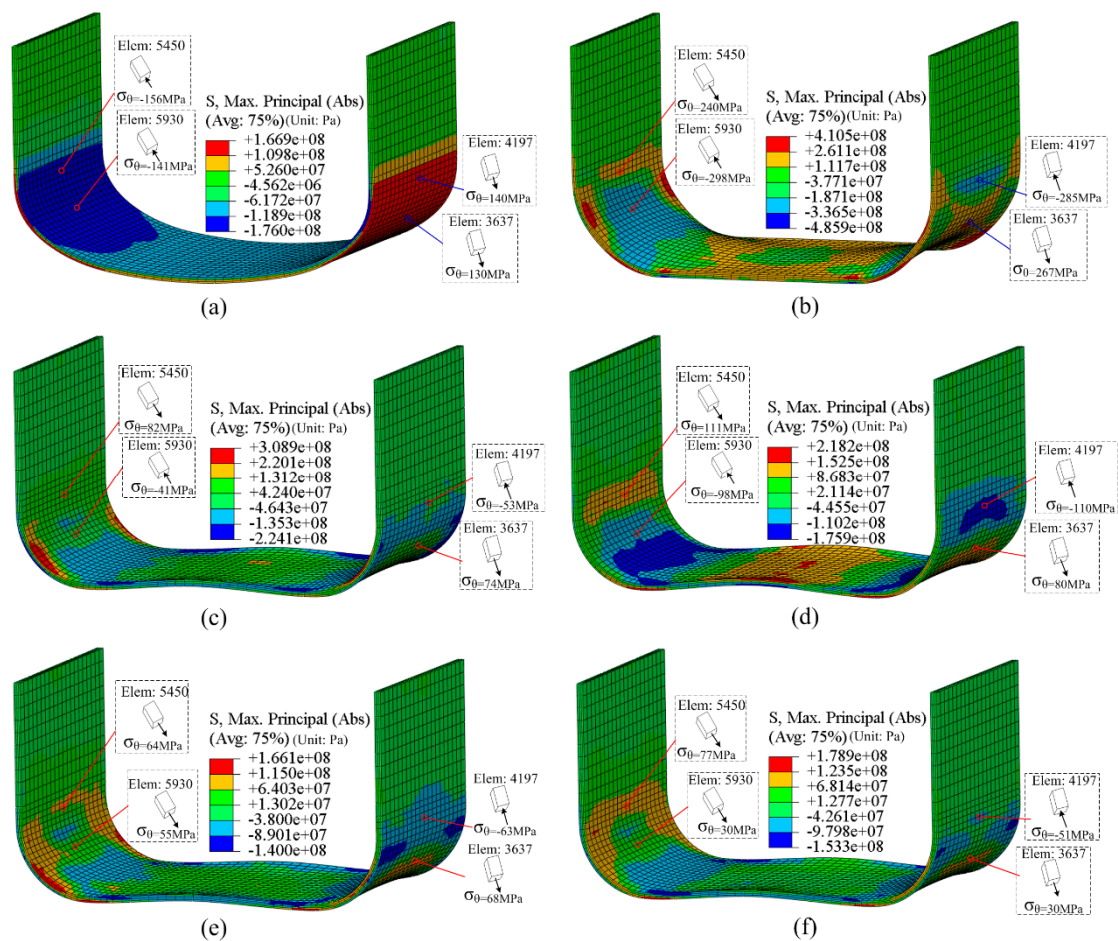 Elem: 5450
σθ=-156MPa
Elem: 5930
σθ=-141MPa
S, Max. Principal (Abs)
(Avg: 75%) (Unit: Pa)
+1.669e+08
+1.098e+08
+5.260e+07
-4.562e+06
-6.172e+07
-1.189e+08
-1.760e+08
Elem: 4197
σθ=140MPa
Elem: 3637
σθ=130MPa
(a)
Elem: 5450
σθ=240MPa
Elem: 5930
σθ=-298MPa
S, Max. Principal (Abs)
(Avg: 75%) (Unit: Pa)
+4.105e+08
+2.611e+08
+1.117e+08
-3.771e+07
-1.871e+08
-3.365e+08
-4.859e+08
Elem: 4197
σθ=-285MPa
Elem: 3637
σθ=267MPa
(b)
Elem: 5450
σθ=82MPa
Elem: 5930
σθ=-41MPa
S, Max. Principal (Abs)
(Avg: 75%) (Unit: Pa)
+3.089e+08
+2.201e+08
+1.312e+08
+4.240e+07
-4.643e+07
-1.353e+08
-2.241e+08
Elem: 4197
σθ=-53MPa
Elem: 3637
σθ=74MPa
(c)
Elem: 5450
σθ=111MPa
Elem: 5930
σθ=-98MPa
S, Max. Principal (Abs)
(Avg: 75%) (Unit: Pa)
+2.182e+08
+1.525e+08
+8.683e+07
+2.114e+07
-4.455e+07
-1.102e+08
-1.759e+08
Elem: 4197
σθ=-110MPa
Elem: 3637
σθ=80MPa
(d)
Elem: 5450
σθ=64MPa
Elem: 5930
σθ=55MPa
S, Max. Principal (Abs)
(Avg: 75%) (Unit: Pa)
+1.661e+08
+1.150e+08
+6.403e+07
+1.302e+07
-3.800e+07
-8.901e+07
-1.400e+08
Elem: 4197
σθ=-63MPa
Elem: 3637
σθ=68MPa
(e)
Elem: 5450
σθ=77MPa
Elem: 5930
σθ=30MPa
S, Max. Principal (Abs)
(Avg: 75%) (Unit: Pa)
+1.789e+08
+1.235e+08
+6.814e+07
+1.277e+07
-4.261e+07
-9.798e+07
-1.533e+08
Elem: 4197
σθ=-51MPa
Elem: 3637
σθ=30MPa
(f)